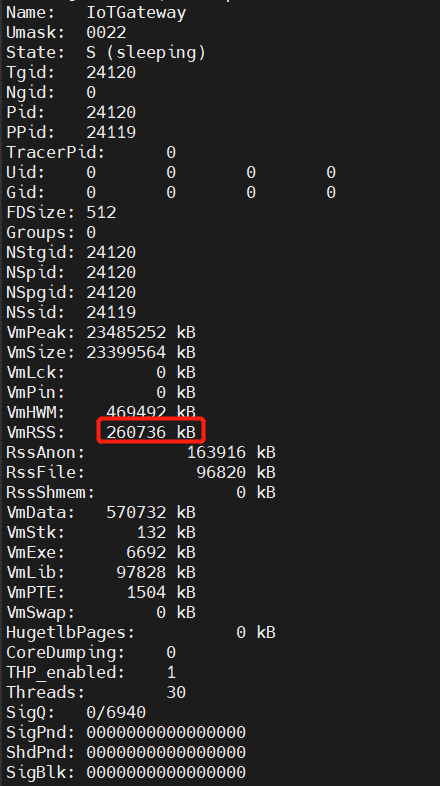 Name:   IoTGateway
Umask:  0022
State:  S (sleeping)
Tgid:   24120
Ngid:   0
Pid:    24120
PPid:   24119
TracerPid:      0
Uid:    0       0       0       0
Gid:    0       0       0       0
FDSize: 512
Groups: 0
NStgid: 24120
NSpid:  24120
NSpgid: 24120
NSsid:  24119
VmPeak: 23485252 kB
VmSize: 23399564 kB
VmLck:         0 kB
VmPin:         0 kB
VmHWM:    469492 kB
VmRSS:    260736 kB
RssAnon:          163916 kB
RssFile:           96820 kB
RssShmem:              0 kB
VmData:   570732 kB
VmStk:       132 kB
VmExe:      6692 kB
VmLib:     97828 kB
VmPTE:      1504 kB
VmSwap:        0 kB
HugetlbPages:          0 kB
CoreDumping:    0
THP_enabled:    1
Threads:        30
SigQ:   0/6940
SigPnd: 0000000000000000
ShdPnd: 0000000000000000
SigBlk: 0000000000000000